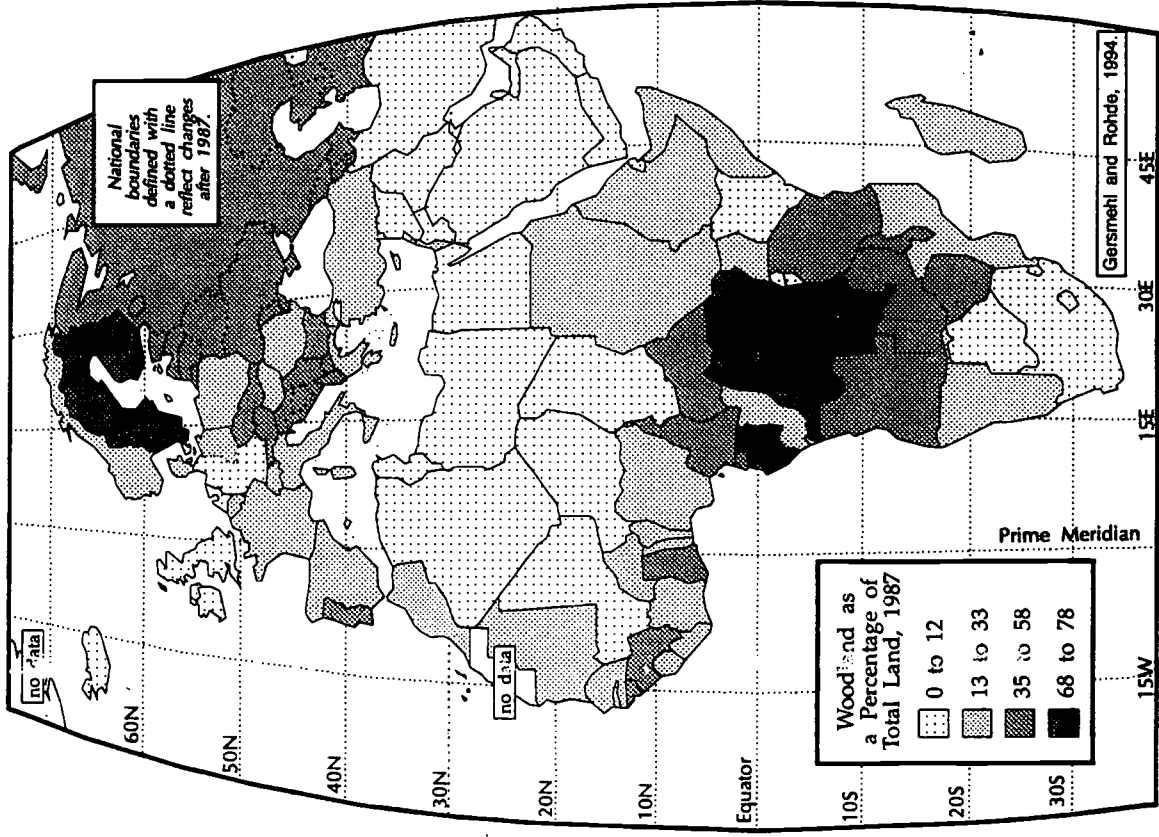 no data
National
boundaries
defined with
a dotted line
reflect changes
after 1987.
60N
50N
40N
30N
no data
20N
10N
Equator
10S
20S
30S
Prime Meridian
Woodland as
a Percentage of
Total Land, 1987
0 to 12
13 to 33
35 to 58
68 to 78
15W
15E
30E
45E
Gersmehl and Rohde, 1994.